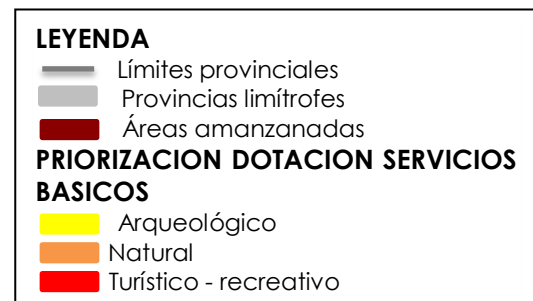 LEYENDA
Límites provinciales
Provincias limítrofes
Áreas amanzanadas
PRIORIZACION DOTACION SERVICIOS
BASICOS
Arqueológico
Natural
Turístico - recreativo